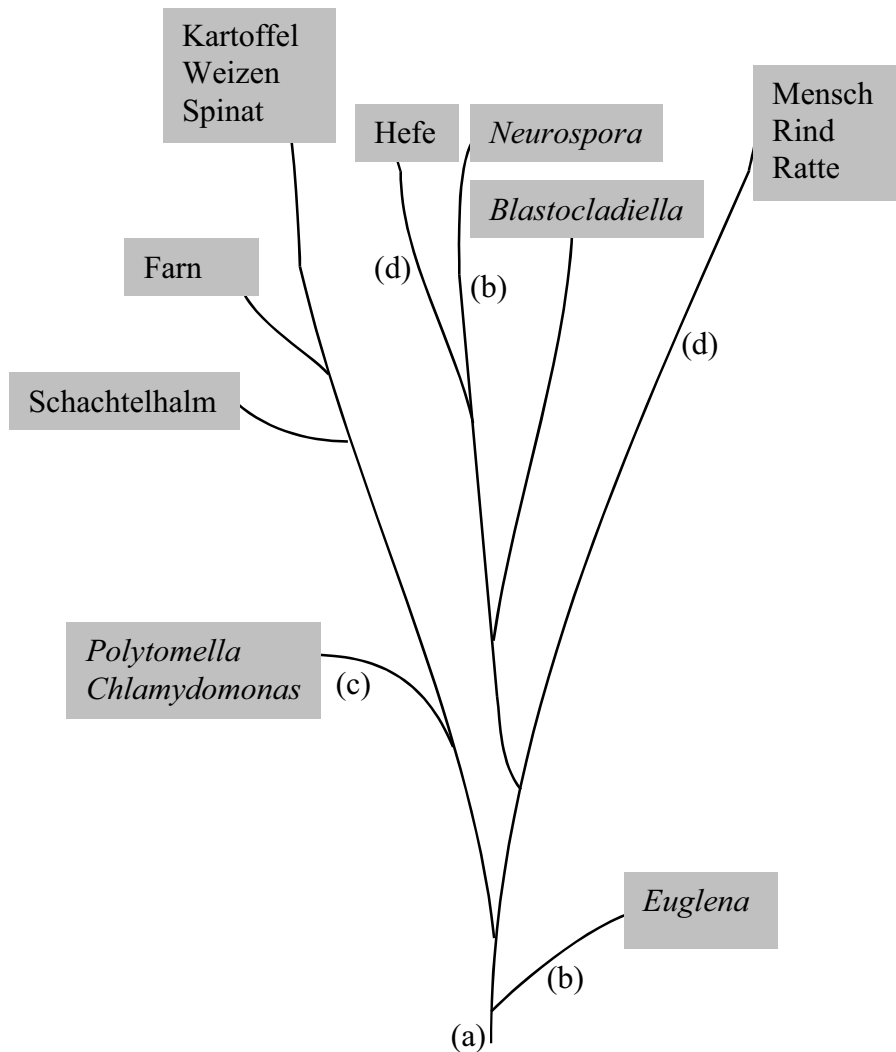 Kartoffel
Weizen
Spinat
Hefe
Neurospora
Mensch
Rind
Ratte
Blastocladiella
Farn
(d)
(b)
(d)
Schachtelhalm
Polytomella
Chlamydomonas
(c)
Euglena
(b)
(a)